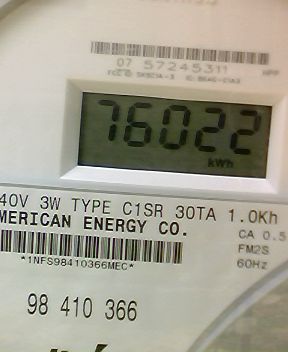 07 57245311
76022
kWh
40V 3W TYPE C1SR 30TA 1.0Kh
MERICAN ENERGY CO.
CA 0.5
FM2S
60Hz
*1NFS98410366MEC*
98 410 366